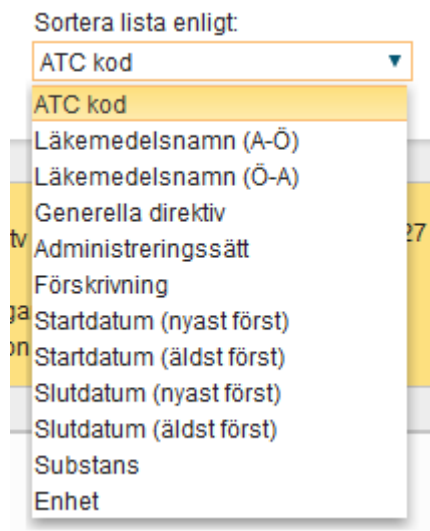 Sortera lista enligt:
ATC kod
ATC kod
Läkemedelsnamn (A-Ö)
Läkemedelsnamn (Ö-A)
Generella direktiv
Administreringssätt
Förskrivning
Startdatum (nyast först)
Startdatum (äldst först)
Slutdatum (nyast först)
Slutdatum (äldst först)
Substans
Enhet
27